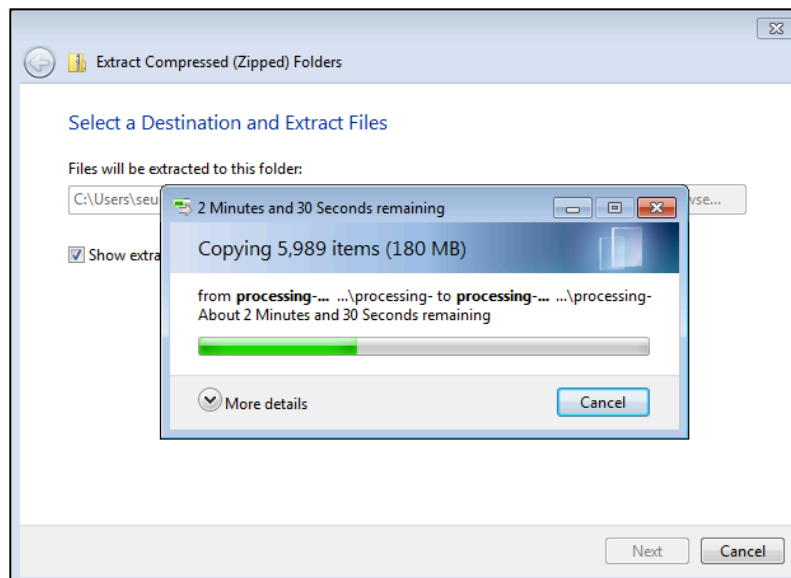 Extract Compressed (Zipped) Folders
Select a Destination and Extract Files
Files will be extracted to this folder:
C:\Users\seu
wse...
Show extra
2 Minutes and 30 Seconds remaining
Copying 5,989 items (180 MB)
from processing-... ...\processing- to processing-... ...\processing-
About 2 Minutes and 30 Seconds remaining
More details
Cancel
Next
Cancel